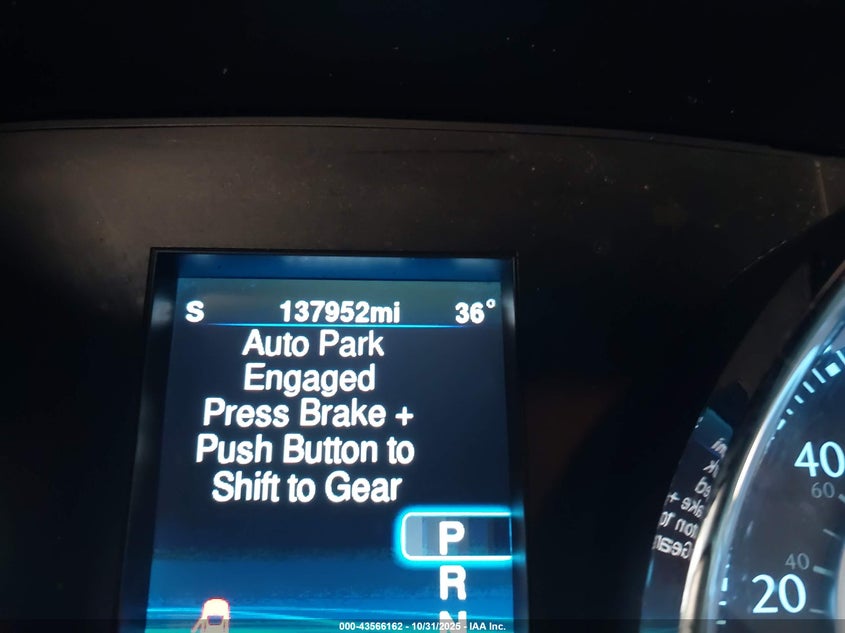 S 137952mi 36°
Auto Park
Engaged
Press Brake +
Push Button to
Shift to Gear
P
R
N
40
60
40
20
000-43566162 - 10/31/2025 - IAA Inc.